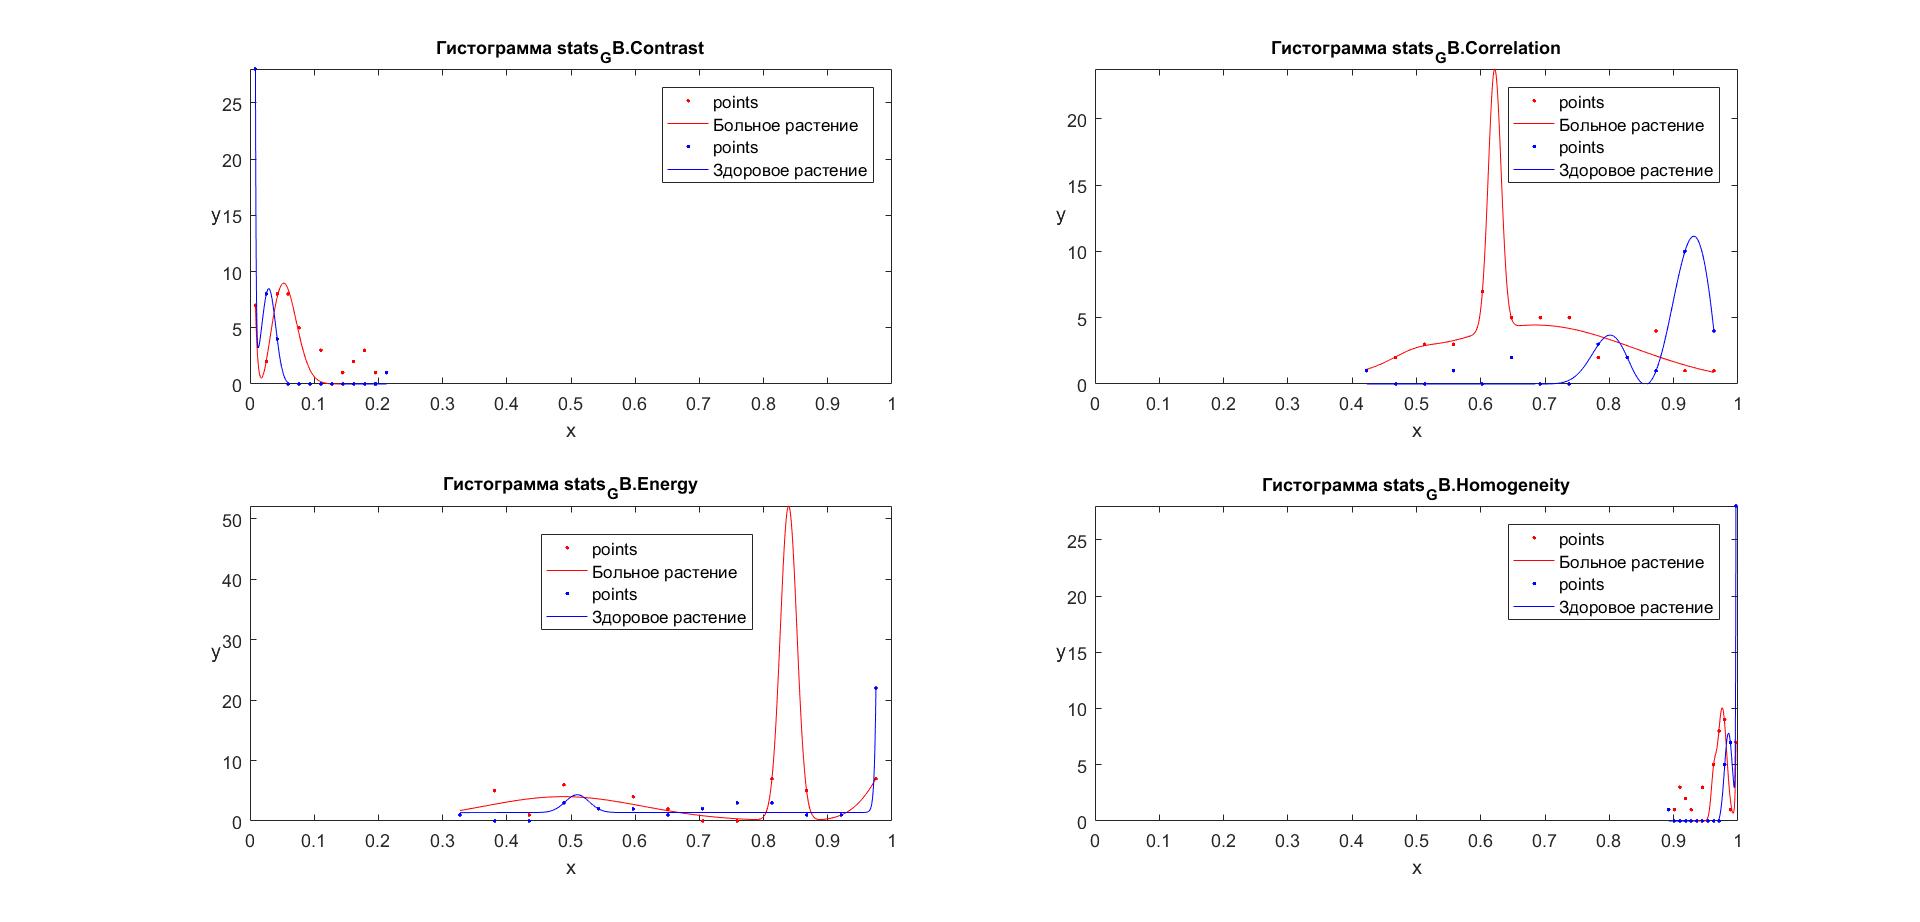 Гистограмма stats_GB.Contrast
points
Больное растение
points
Здоровое растение
25
20
15
10
5
0
y
0 0.1 0.2 0.3 0.4 0.5 0.6 0.7 0.8 0.9 1
x
Гистограмма stats_GB.Correlation
points
Больное растение
points
Здоровое растение
20
15
10
5
0
y
0 0.1 0.2 0.3 0.4 0.5 0.6 0.7 0.8 0.9 1
x
Гистограмма stats_GB.Energy
points
Больное растение
points
Здоровое растение
50
40
30
20
10
0
y
0 0.1 0.2 0.3 0.4 0.5 0.6 0.7 0.8 0.9 1
x
Гистограмма stats_GB.Homogeneity
points
Больное растение
points
Здоровое растение
25
20
15
10
5
0
y
0 0.1 0.2 0.3 0.4 0.5 0.6 0.7 0.8 0.9 1
x